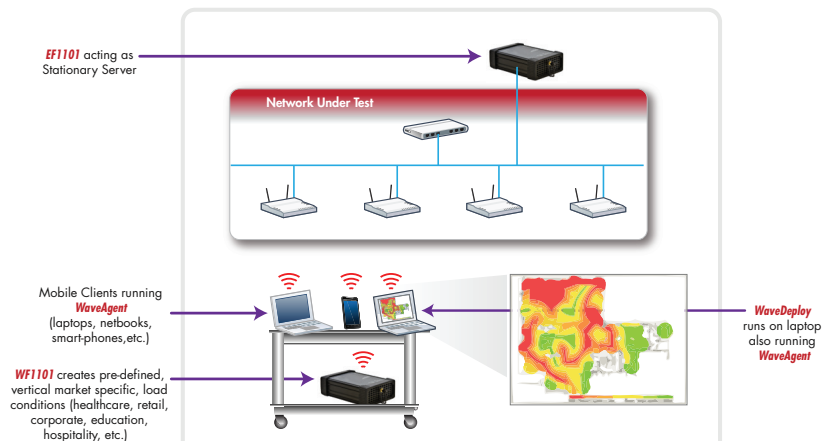 EF1101 acting as
Stationary Server
Network Under Test
Mobile Clients running
WaveAgent
(laptops, netbooks,
smart-phones,etc.)
WaveDeploy
runs on laptop
also running
WaveAgent
WF1101 creates pre-defined,
vertical market specific, load
conditions (healthcare, retail,
corporate, education,
hospitality, etc.)